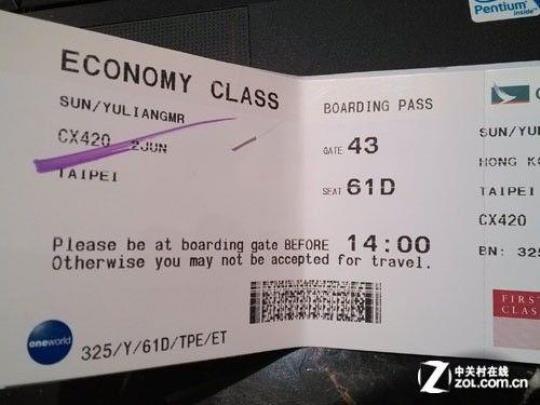 Pentium
inside
ECONOMY CLASS
SUN/YULIANGMR
CX420 2JUN
TAIPEI
Please be at boarding gate BEFORE 14:00
Otherwise you may not be accepted for travel.
oneworld
325/Y/61D/TPE/ET
BOARDING PASS
GATE 43
SEAT 61D
SUN/YU
HONG K
TAIPEI
CX420
BN: 325
FIRS
CLAS
中关村在线
ZOL.COM.CN